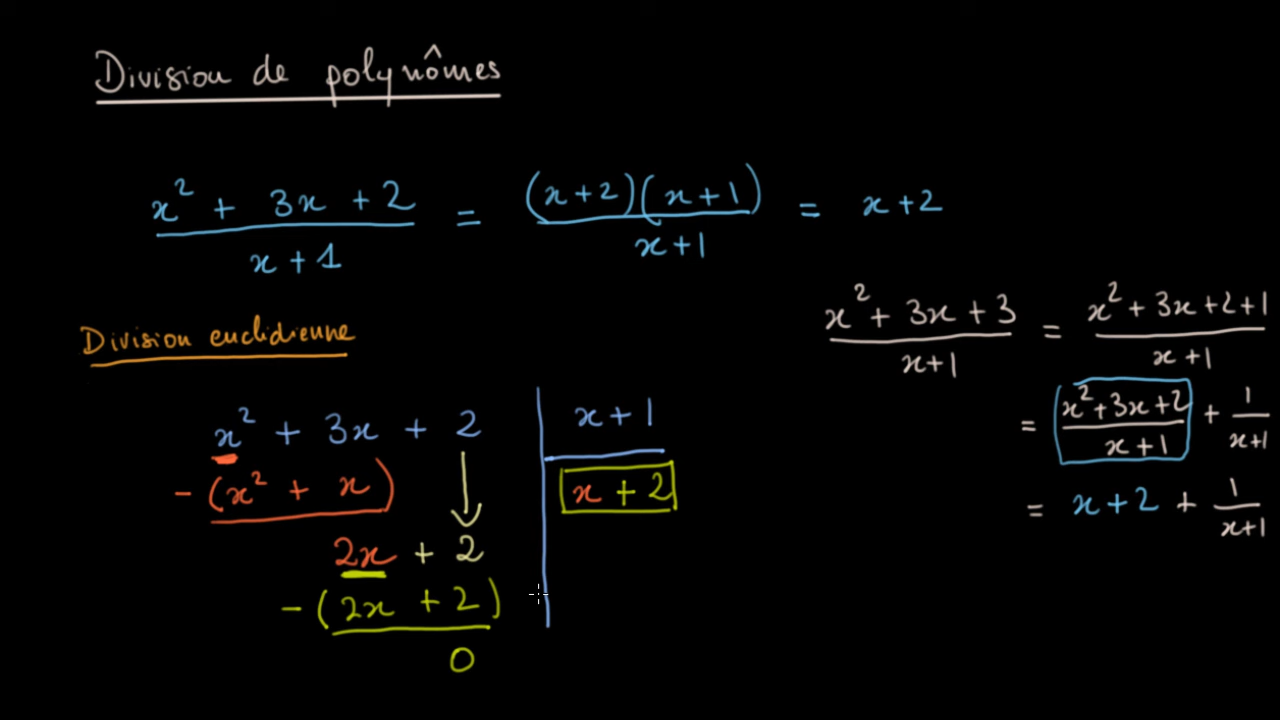 Division de polynômes
x² + 3x + 2 / x + 1 = (x+2)(x+1) / x+1 = x+2
Division euclidienne
x² + 3x + 2 | x + 1
- (x² + x) | x + 2
2x + 2
- (2x + 2)
0
x² + 3x + 3 / x+1 = x² + 3x + 2 + 1 / x+1
= x² + 3x + 2 / x+1 + 1 / x+1
= x + 2 + 1 / x+1